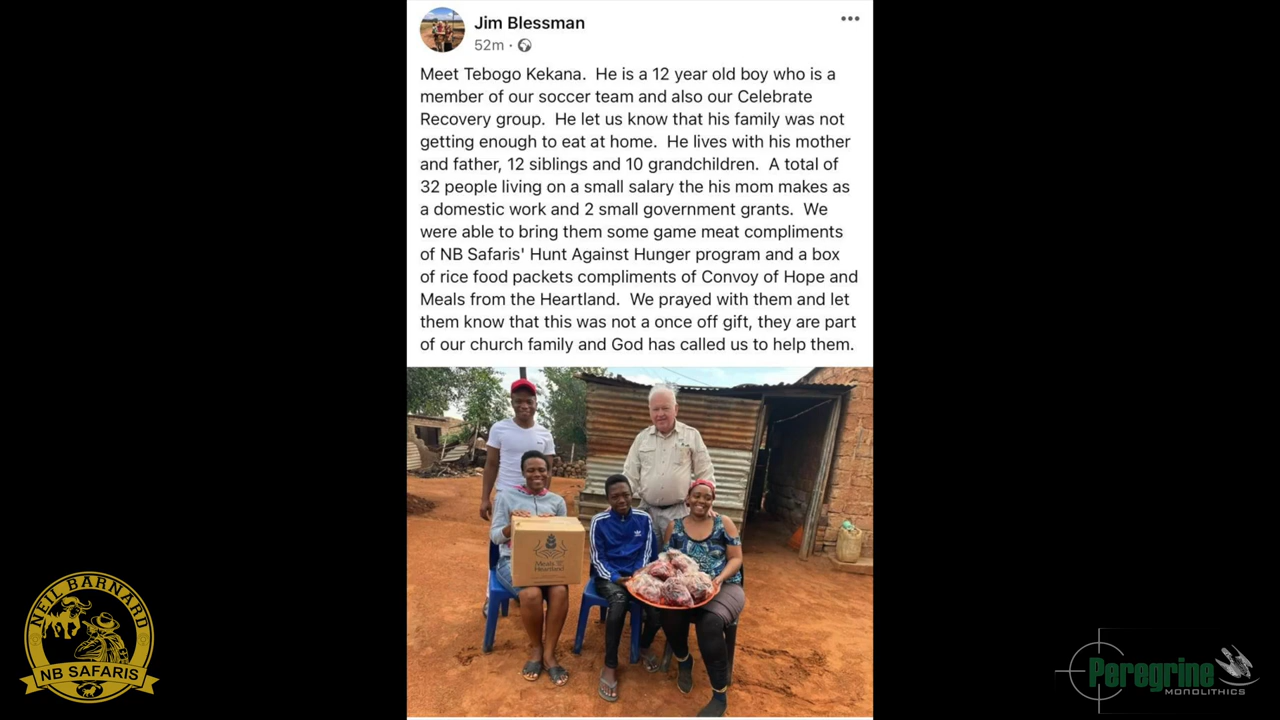 Jim Blessman
52m ·
Meet Tebogo Kekana. He is a 12 year old boy who is a
member of our soccer team and also our Celebrate
Recovery group. He let us know that his family was not
getting enough to eat at home. He lives with his mother
and father, 12 siblings and 10 grandchildren. A total of
32 people living on a small salary the his mom makes as
a domestic work and 2 small government grants. We
were able to bring them some game meat compliments
of NB Safaris' Hunt Against Hunger program and a box
of rice food packets compliments of Convoy of Hope and
Meals from the Heartland. We prayed with them and let
them know that this was not a once off gift, they are part
of our church family and God has called us to help them.
Meals
Heartland
NEIL BARNARD
NB SAFARIS
Peregrine
MONOLITHICS